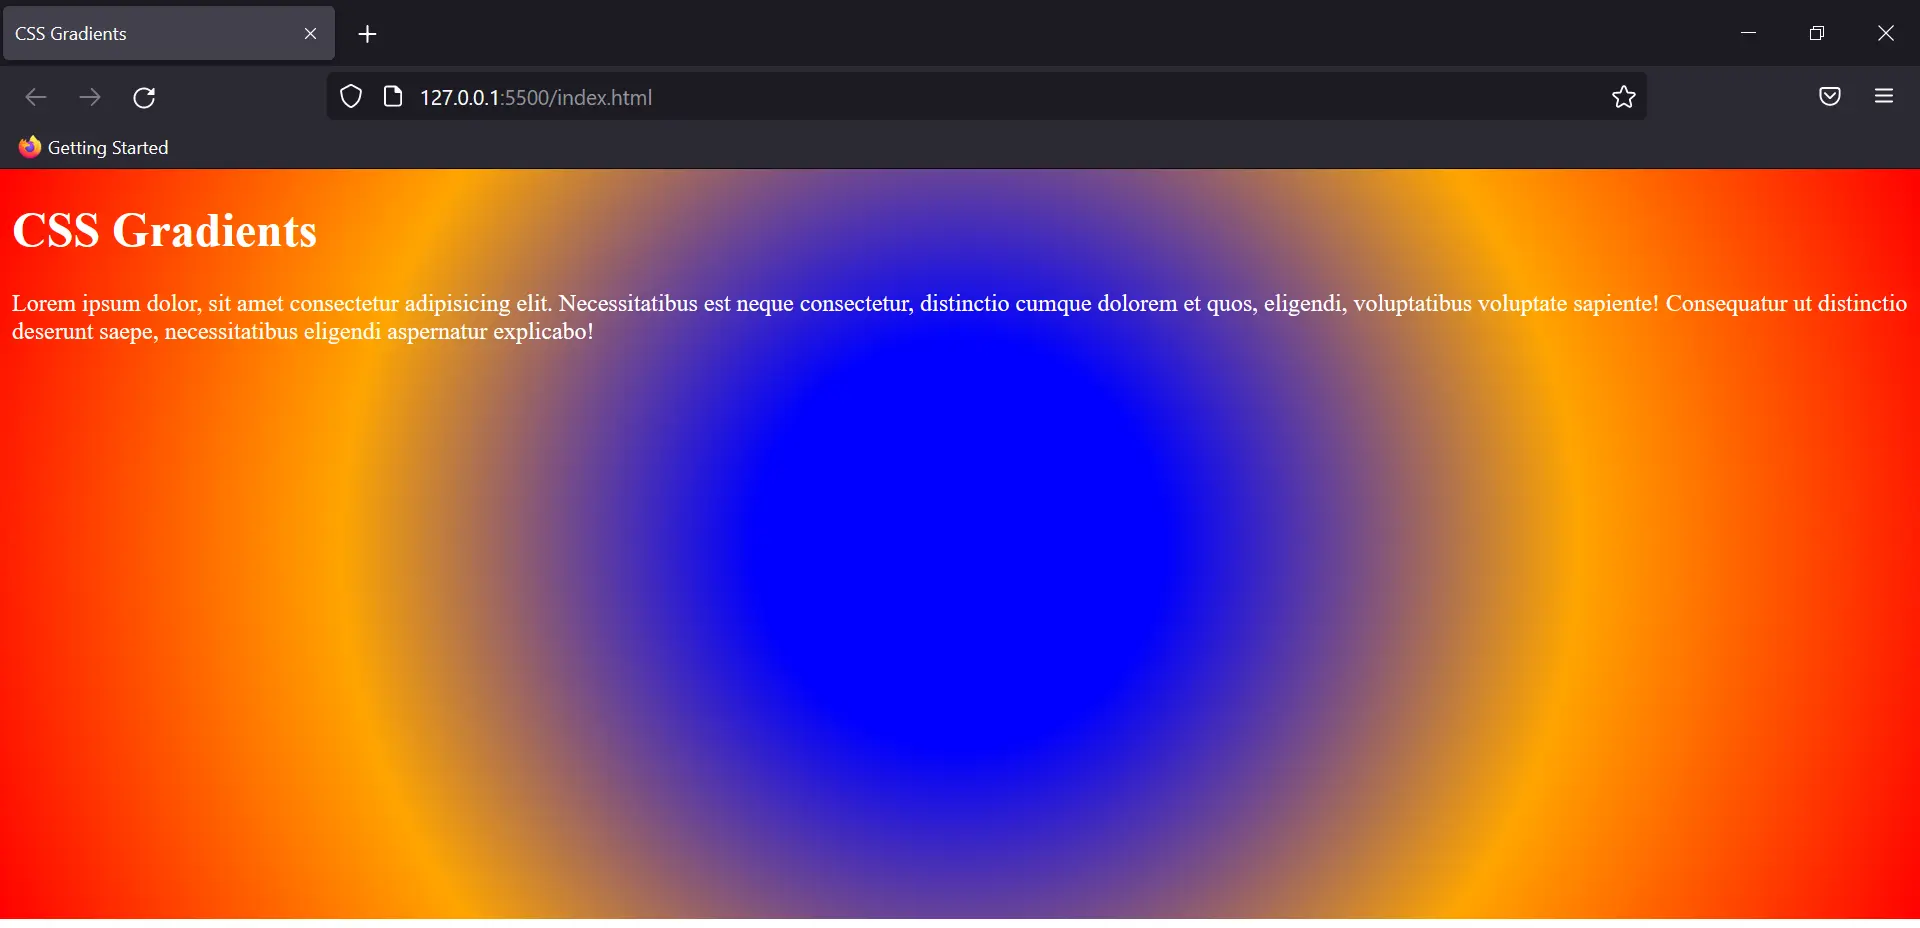 CSS Gradients
127.0.0.1:5500/index.html
Getting Started
CSS Gradients
Lorem ipsum dolor, sit amet consectetur adipisicing elit. Necessitatibus est neque consectetur, distinctio cumque dolorem et quos, eligendi, voluptatibus voluptate sapiente! Consequatur ut distinctio
deserunt saepe, necessitatibus eligendi aspernatur explicabo!